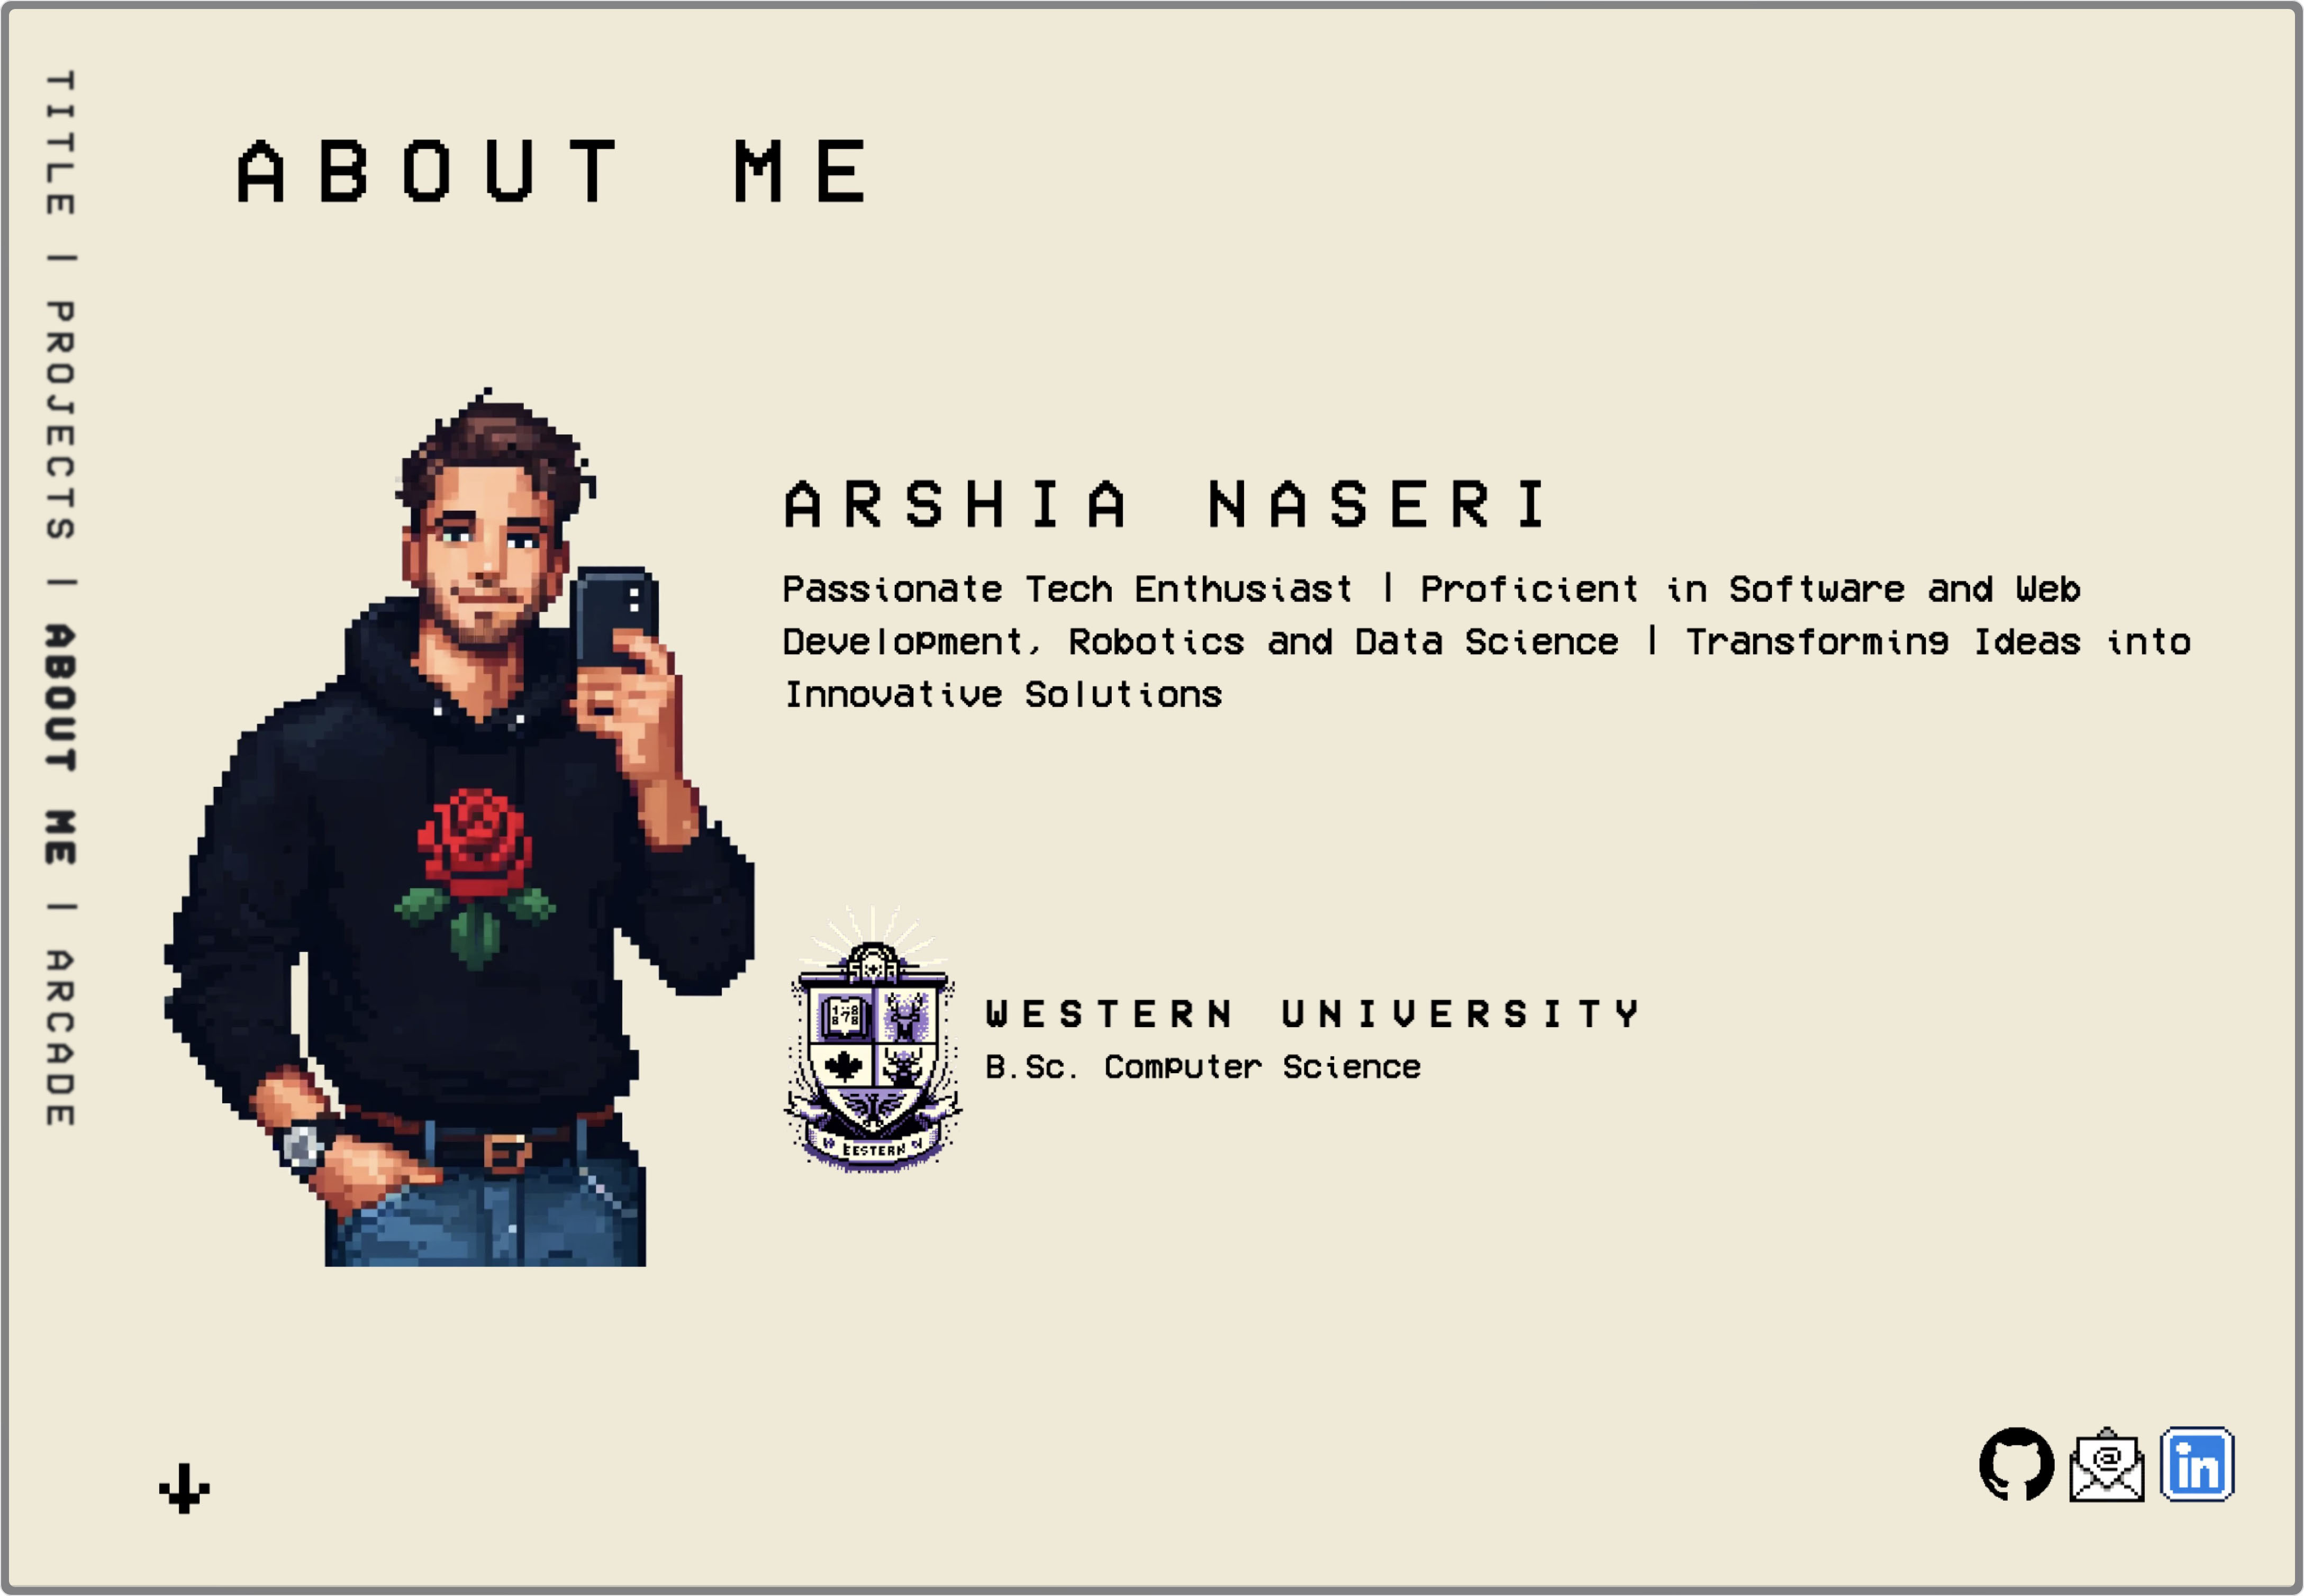 TITLE | PROJECTS | ABOUT ME | ARCADE
ABOUT ME
ARSHIA NASERI
Passionate Tech Enthusiast | Proficient in Software and Web
Development, Robotics and Data Science | Transforming Ideas into
Innovative Solutions
WESTERN UNIVERSITY
B.Sc. Computer Science
EESTERN
@
in